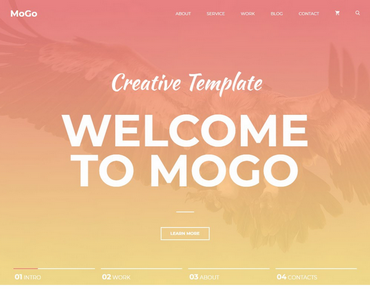 MoGo
ABOUT SERVICE WORK BLOG CONTACT
Creative Template
WELCOME
TO MOGO
LEARN MORE
01 INTRO 02 WORK 03 ABOUT 04 CONTACTS